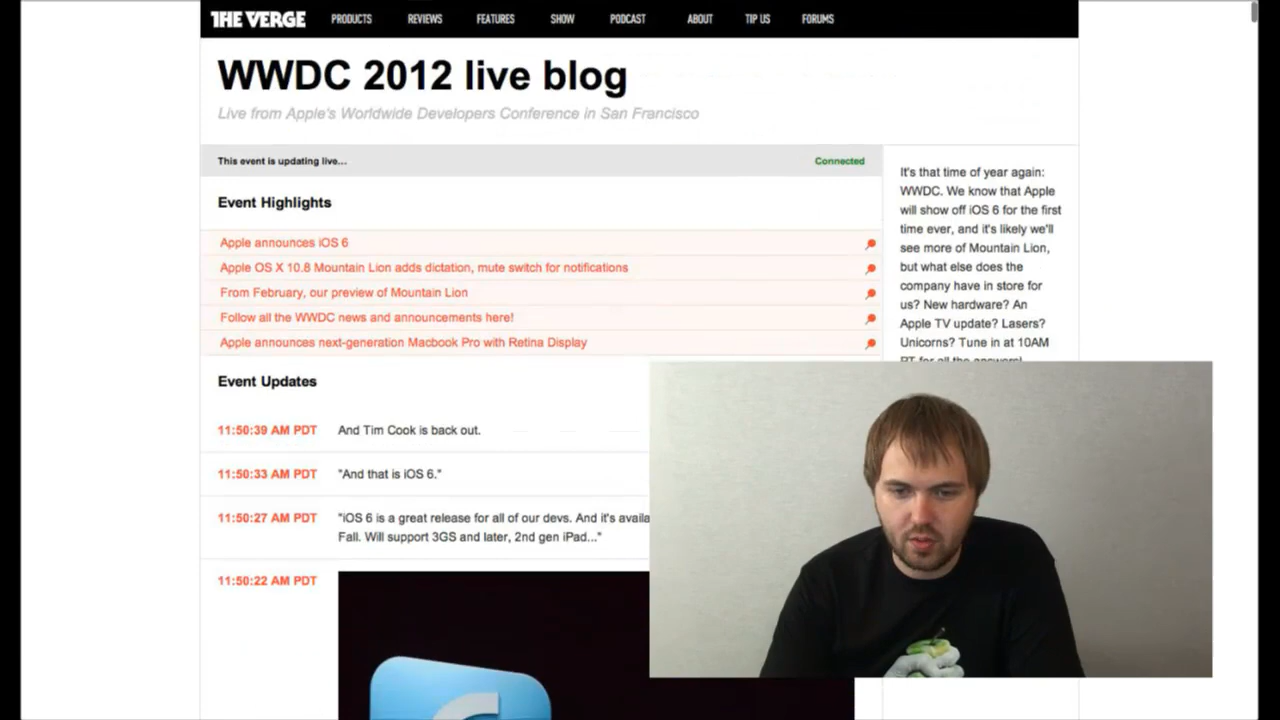 THE VERGE PRODUCTS REVIEWS FEATURES SHOW PODCAST ABOUT TIP US FORUMS
WWDC 2012 live blog
Live from Apple's Worldwide Developers Conference in San Francisco
This event is updating live... Connected
Event Highlights
Apple announces iOS 6
Apple OS X 10.8 Mountain Lion adds dictation, mute switch for notifications
From February, our preview of Mountain Lion
Follow all the WWDC news and announcements here!
Apple announces next-generation Macbook Pro with Retina Display
Event Updates
11:50:39 AM PDT And Tim Cook is back out.
11:50:33 AM PDT "And that is iOS 6."
11:50:27 AM PDT "iOS 6 is a great release for all of our devs. And it's availa
Fall. Will support 3GS and later, 2nd gen iPad..."
11:50:22 AM PDT
It's that time of year again:
WWDC. We know that Apple
will show off iOS 6 for the first
time ever, and it's likely we'll
see more of Mountain Lion,
but what else does the
company have in store for
us? New hardware? An
Apple TV update? Lasers?
Unicorns? Tune in at 10AM
PT for all the answers!